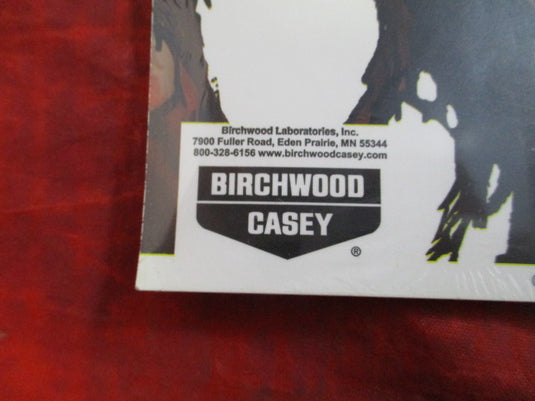 Birchwood Laboratories, Inc.
7900 Fuller Road, Eden Prairie, MN 55344
800-328-6156 www.birchwoodcasey.com
BIRCHWOOD
CASEY
®